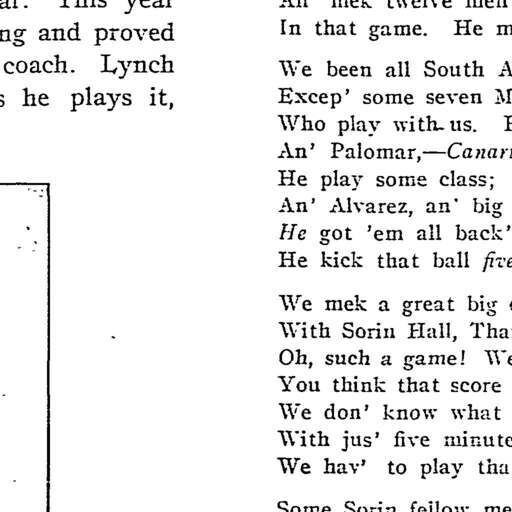 ar. This year
ng and proved
coach. Lynch
s he plays it,
An' mek twelve men
In that game. He m
We been all South A
Excep' some seven M
Who play with us.
An' Palomar,—Canar
He play some class;
An' Alvarez, an' big
He got 'em all back'
He kick that ball five
We mek a great big
With Sorin Hall, Tha
Oh, such a game! We
You think that score
We don' know what
With jus' five minute
We hav' to play tha
Some Sorin fellow me